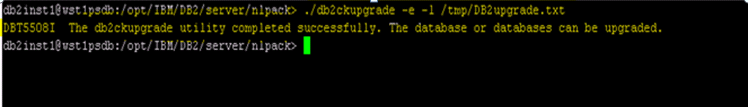 db2inst1@wst1psdb:/opt/IBM/DB2/server/nlpack> ./db2ckupgrade -e -l /tmp/DB2upgrade.txt
DBT5508I  The db2ckupgrade utility completed successfully. The database or databases can be upgraded.
db2inst1@wst1psdb:/opt/IBM/DB2/server/nlpack>